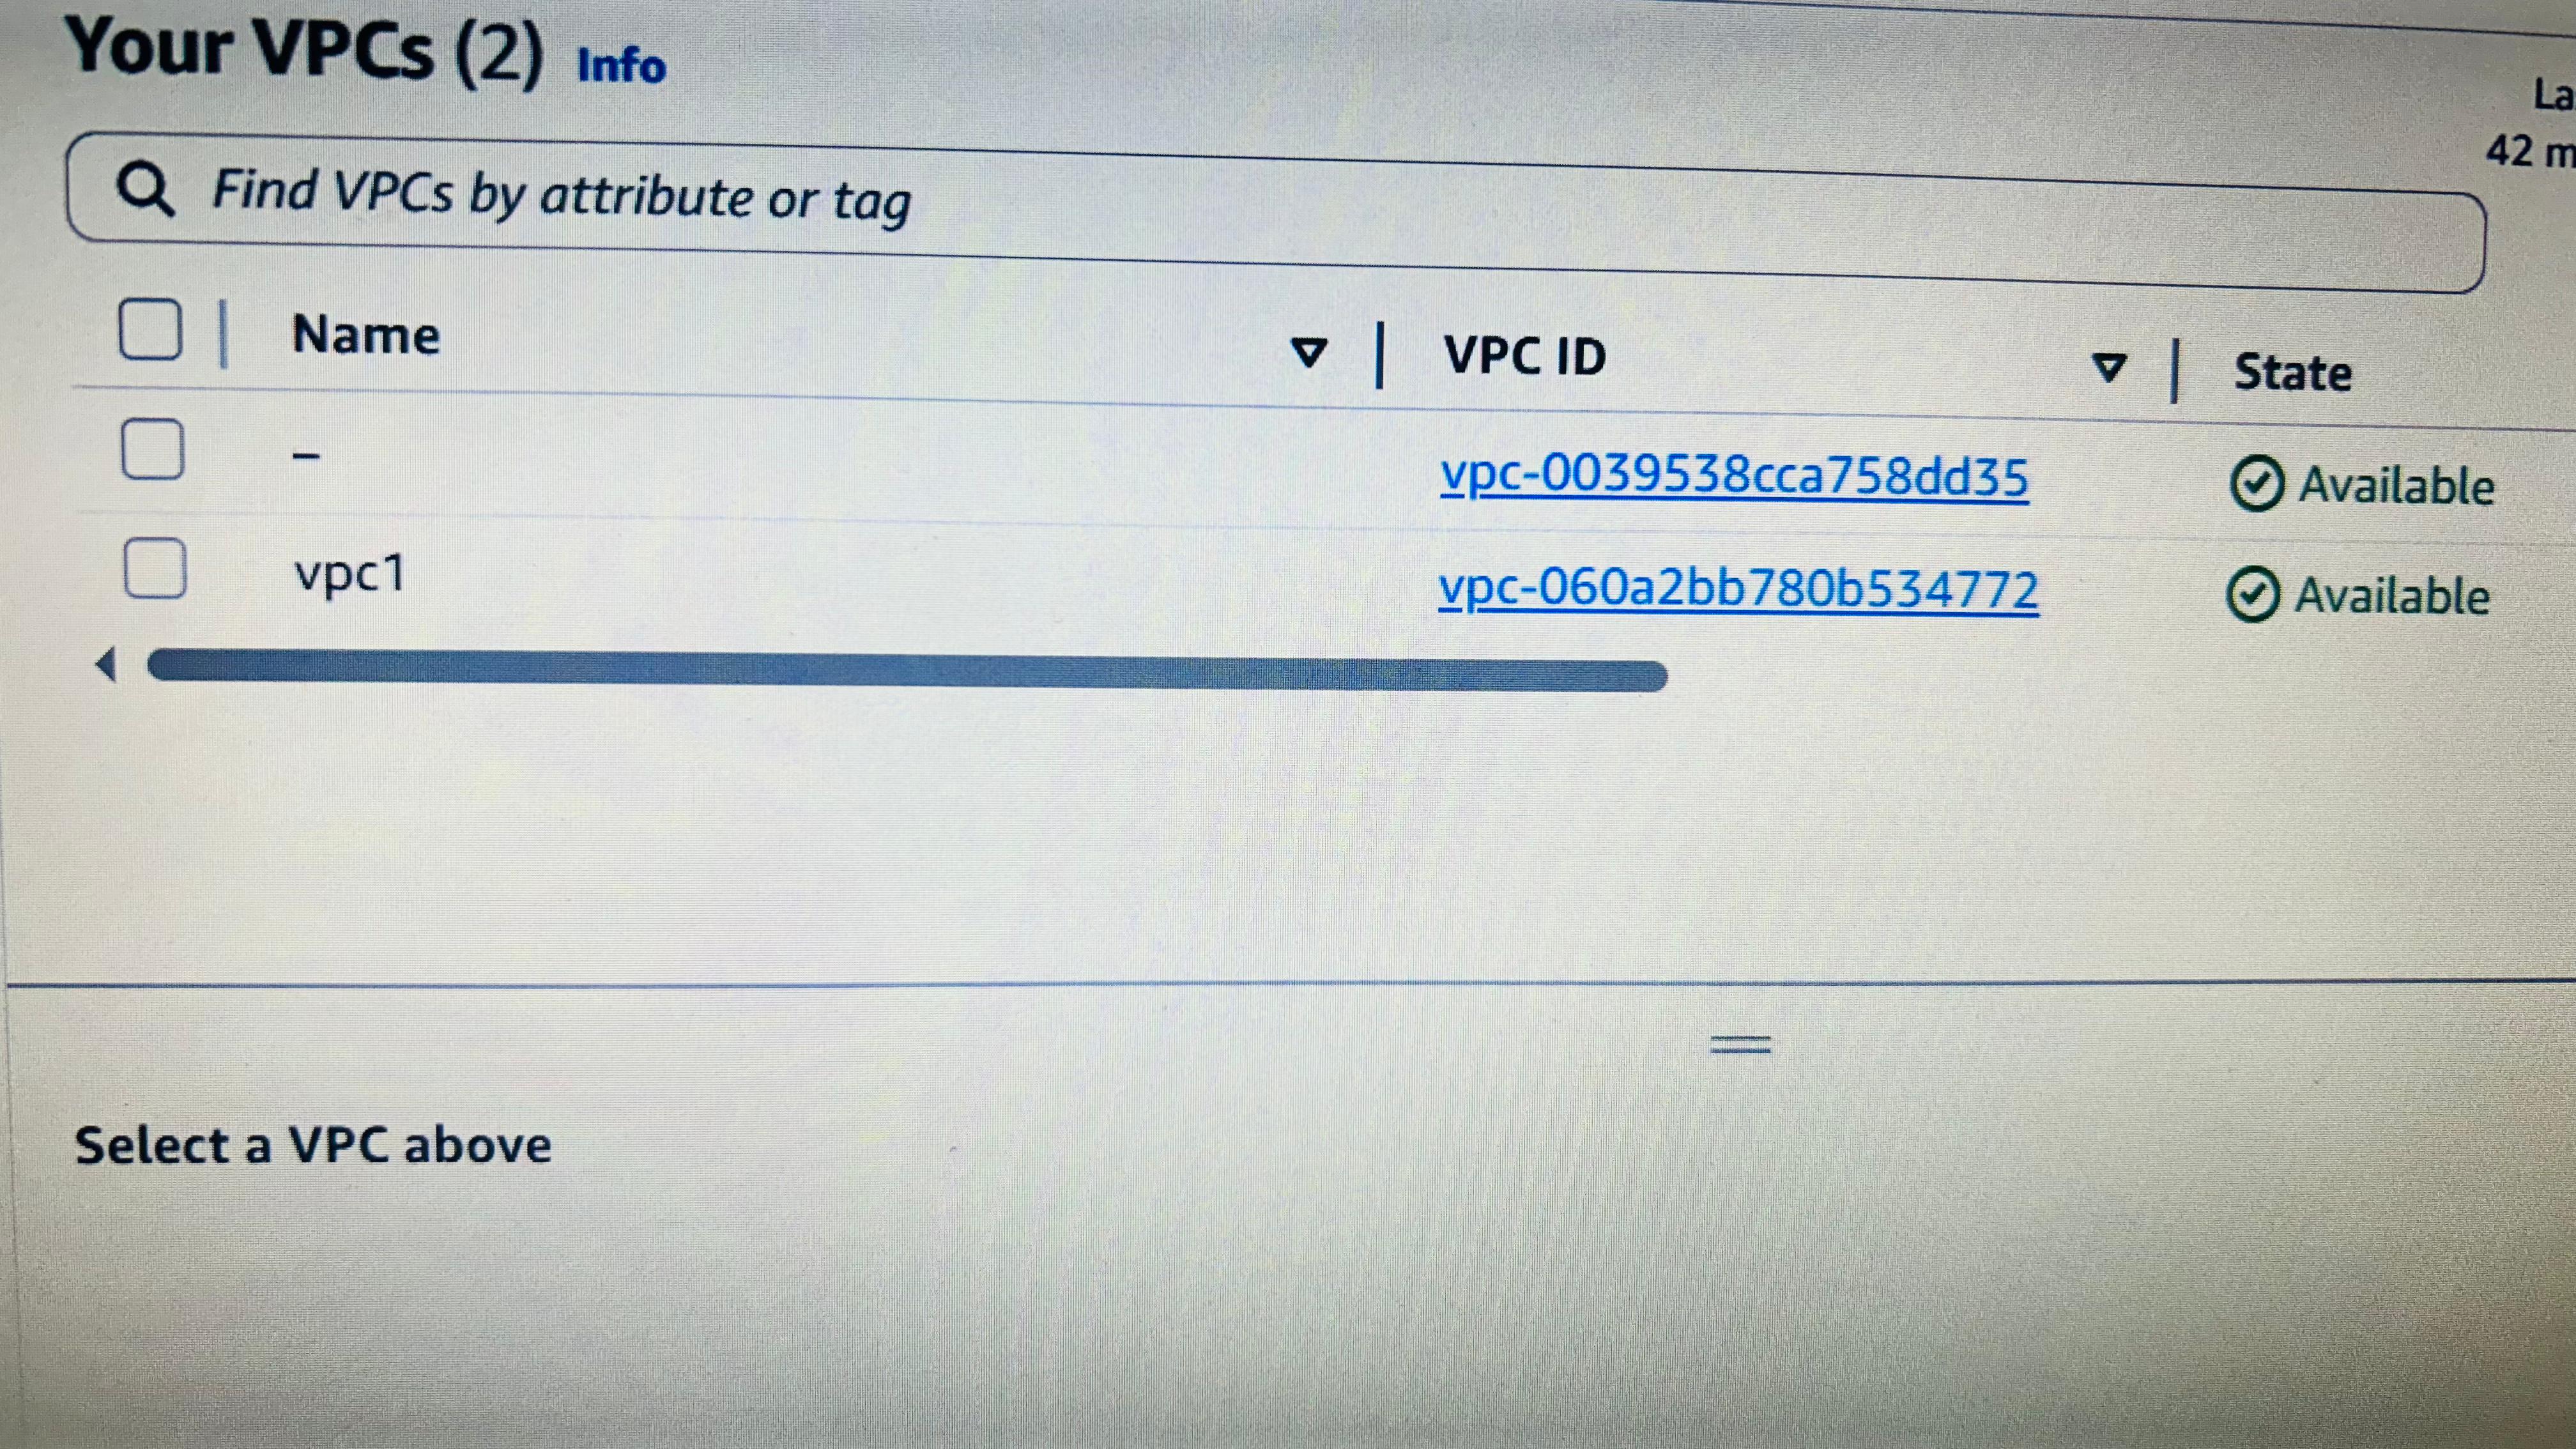 Your VPCs (2) Info
La
42 m
Find VPCs by attribute or tag
Name VPC ID State
– vpc-0039538cca758dd35 Available
vpc1 vpc-060a2bb780b534772 Available
Select a VPC above